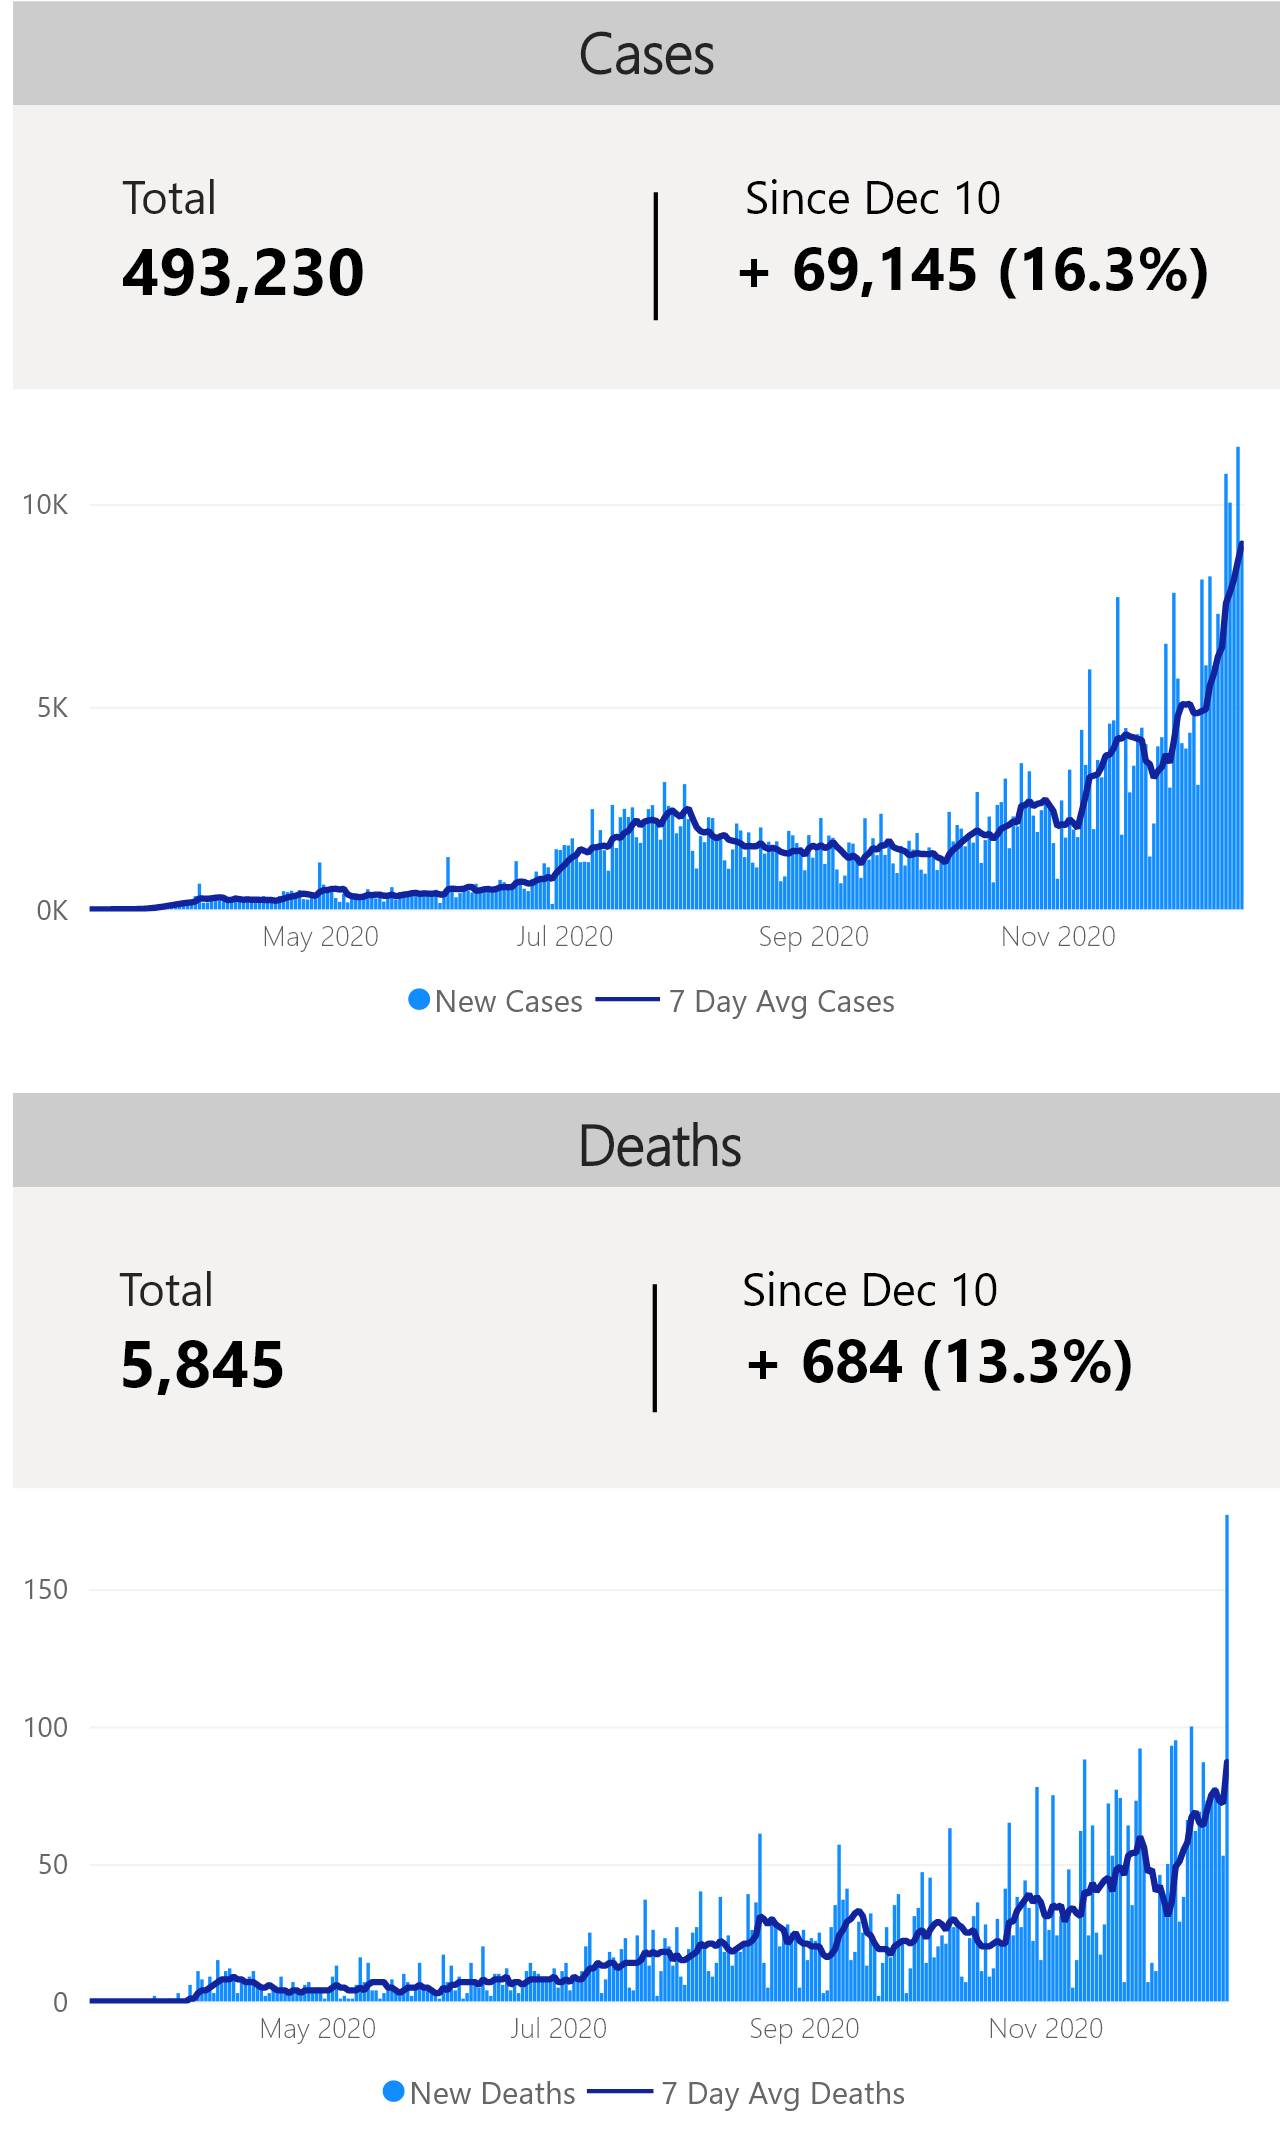 Cases
Total
493,230
Since Dec 10
+ 69,145 (16.3%)
10K
5K
0K
May 2020
Jul 2020
Sep 2020
Nov 2020
New Cases
7 Day Avg Cases
Deaths
Total
5,845
Since Dec 10
+ 684 (13.3%)
150
100
50
0
May 2020
Jul 2020
Sep 2020
Nov 2020
New Deaths
7 Day Avg Deaths